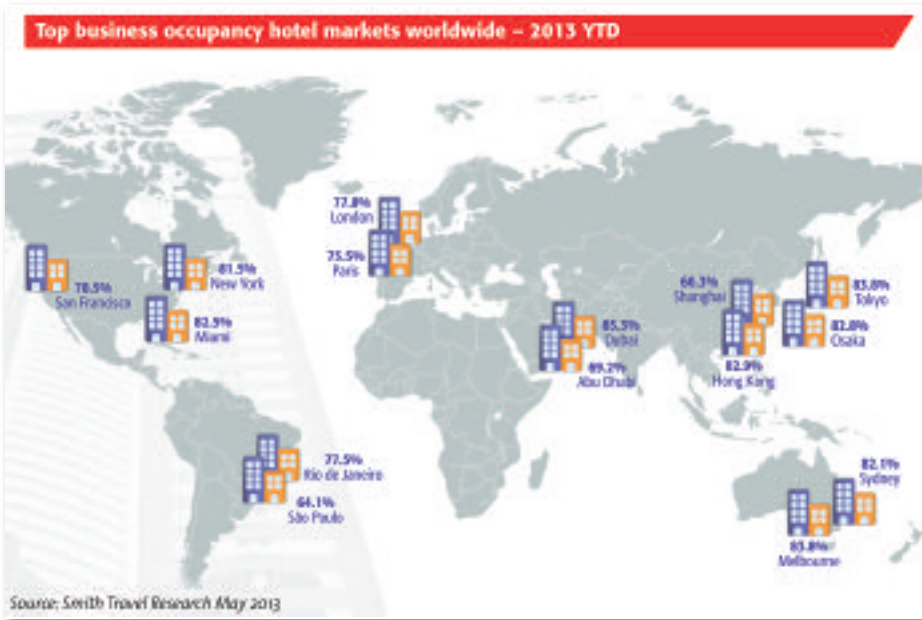 Top business occupancy hotel markets worldwide – 2013 YTD
77.8%
London
75.5%
Paris
78.5%
San Francisco
81.5%
New York
82.5%
Miami
85.5%
Dubai
69.2%
Abu Dhabi
66.3%
Shanghai
83.8%
Tokyo
82.8%
Osaka
82.9%
Hong Kong
77.5%
Rio de Janeiro
64.1%
São Paulo
82.1%
Sydney
83.8%
Melbourne
Source: Smith Travel Research May 2013